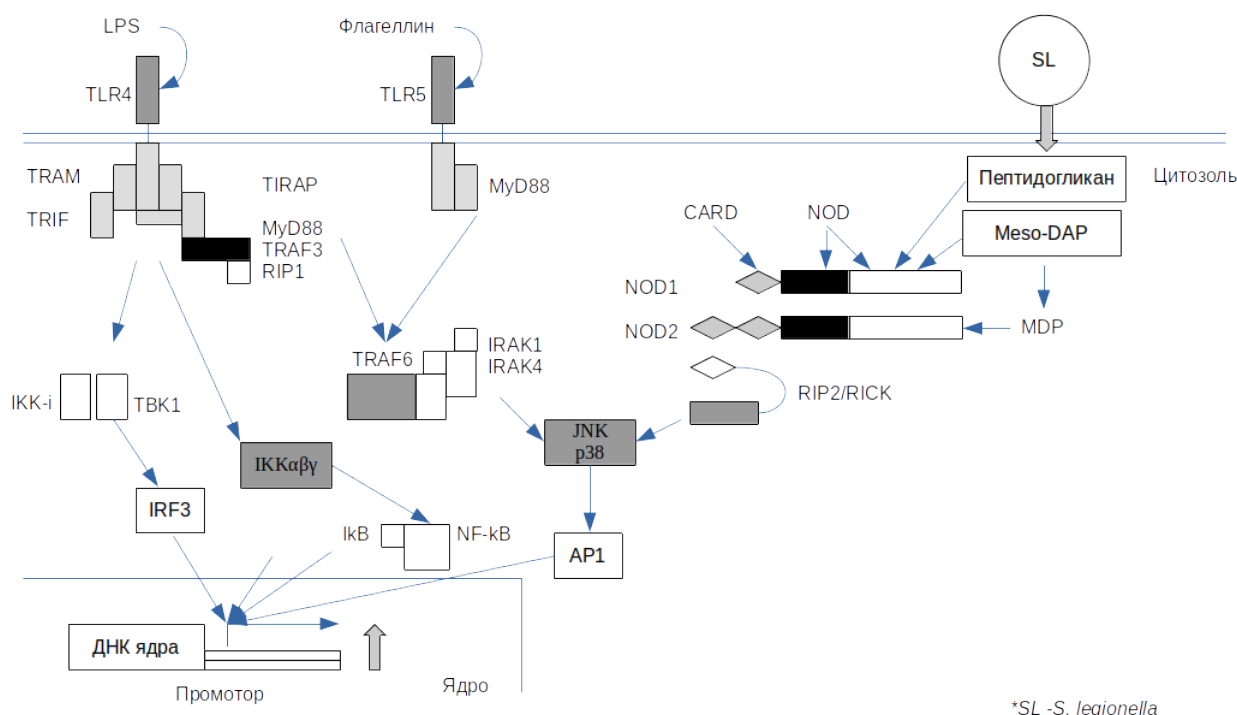 LPS
Флагеллин
SL
TLR4
TLR5
TRAM
TIRAP
MyD88
Пептидогликан
Цитозоль
TRIF
CARD
NOD
MyD88
Meso-DAP
TRAF3
RIP1
NOD1
NOD2
MDP
TRAF6
IRAK1
IRAK4
IKK-i
TBK1
RIP2/RICK
JNK
p38
IKKαβγ
IRF3
IkB
NF-kB
AP1
ДНК ядра
Промотор
Ядро
*SL -S. legionella